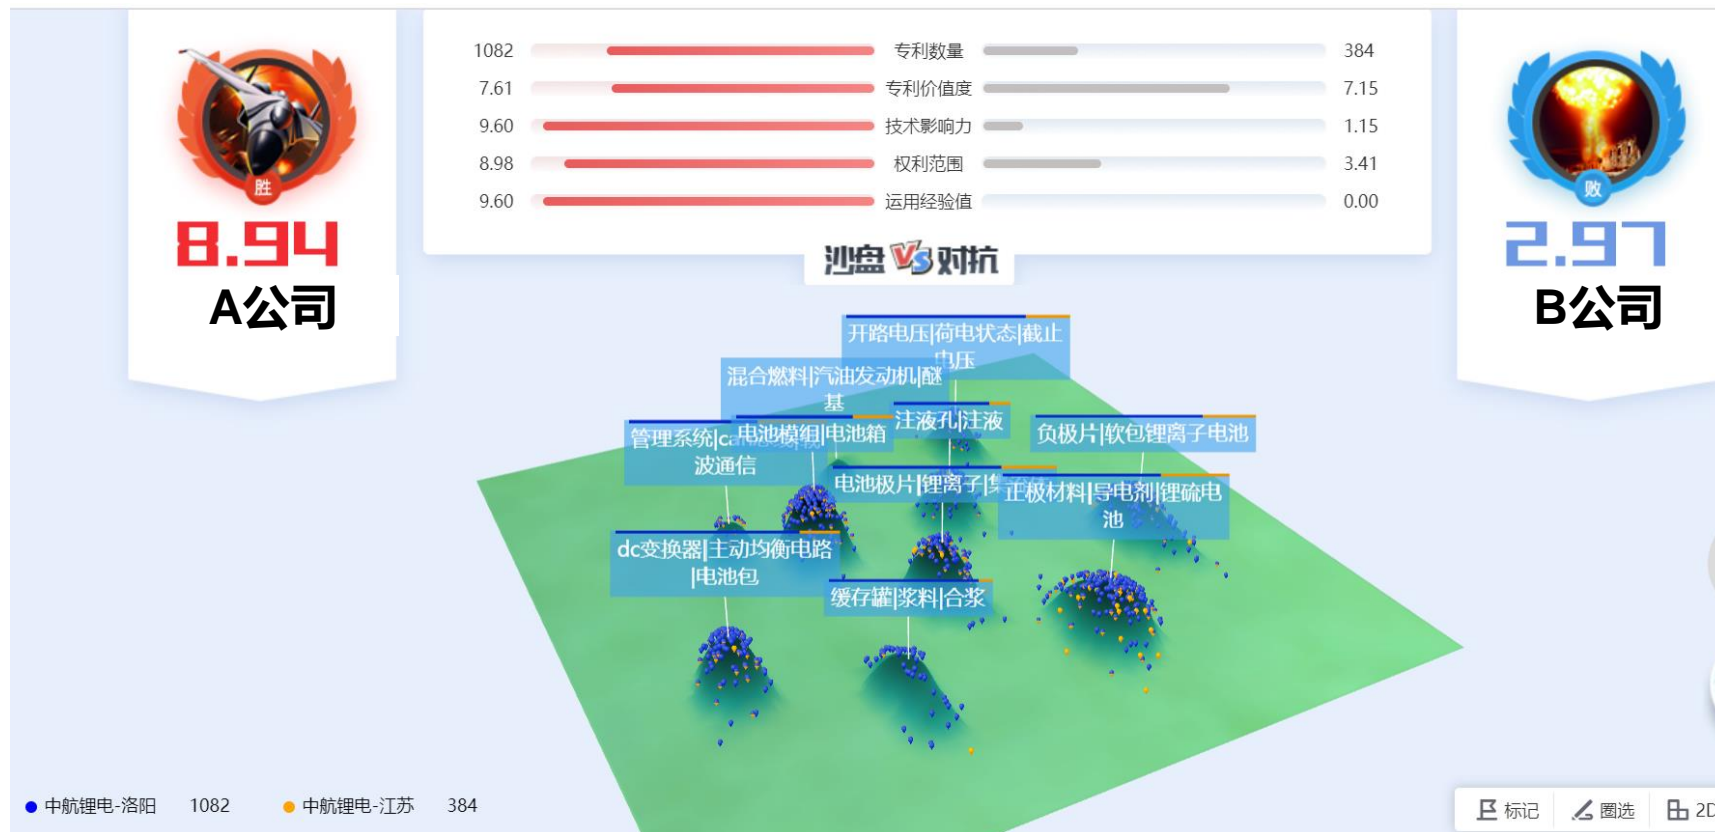 胜
8.94
A公司
1082 专利数量 384
7.61 专利价值度 7.15
9.60 技术影响力 1.15
8.98 权利范围 3.41
9.60 运用经验值 0.00
沙盘VS对抗
败
2.97
B公司
开路电压|荷电状态|截止
电压
混合燃料|汽油发动机|醚
基
管理系统|ca
波通信
电池模组|电池箱
注液孔|注液
负极片|软包锂离子电池
电池极片|锂离子|集
正极材料|导电剂|锂硫电
池
dc变换器|主动均衡电路
|电池包
缓存罐|浆料|合浆
中航锂电-洛阳 1082 中航锂电-江苏 384
标记 圈选 2D